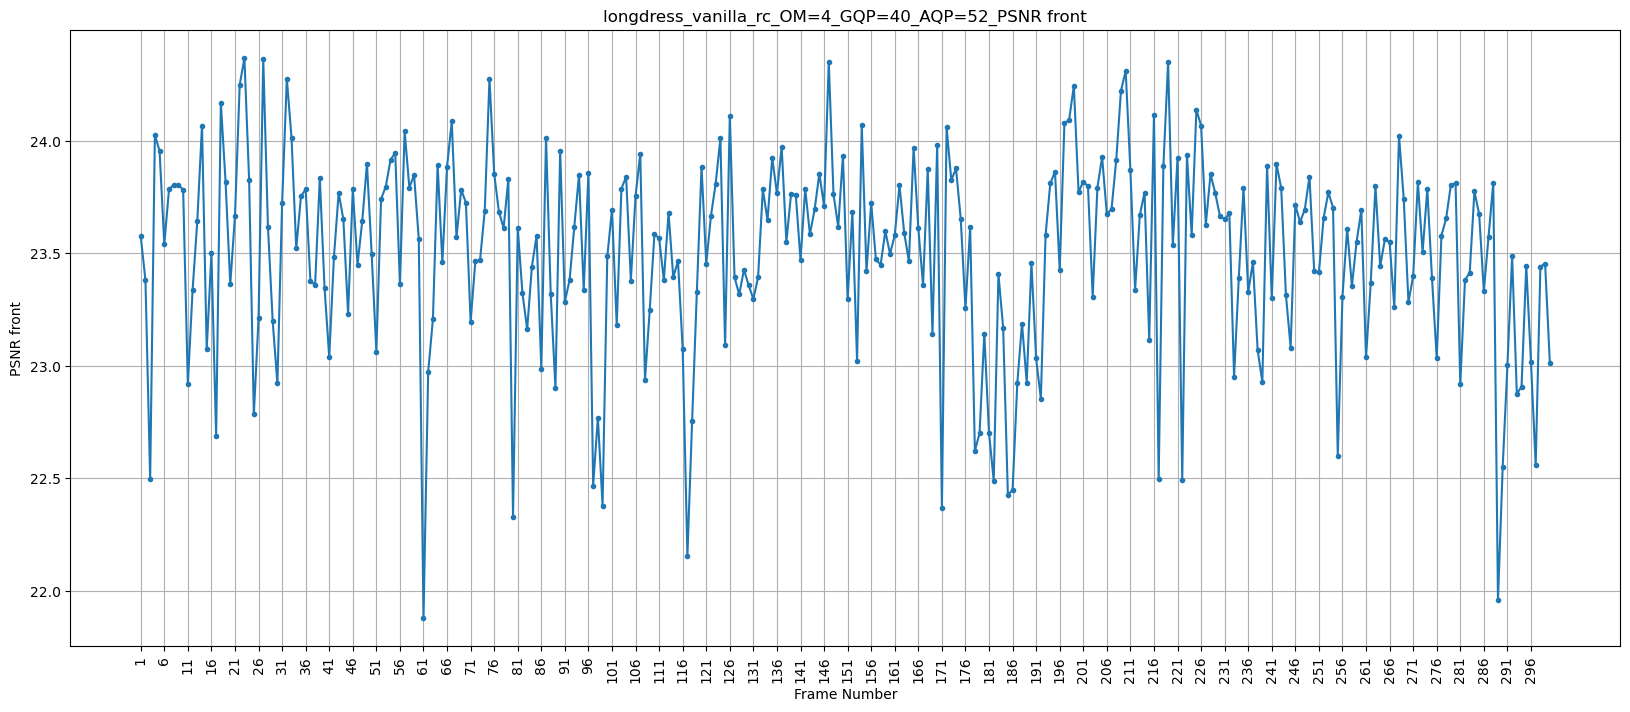 longdress_vanilla_rc_OM=4_GQP=40_AQP=52_PSNR front
PSNR front
24.0
23.5
23.0
22.5
22.0
1 6 11 16 21 26 31 36 41 46 51 56 61 66 71 76 81 86 91 96 101 106 111 116 121 126 131 136 141 146 151 156 161 166 171 176 181 186 191 196 201 206 211 216 221 226 231 236 241 246 251 256 261 266 271 276 281 286 291 296
Frame Number